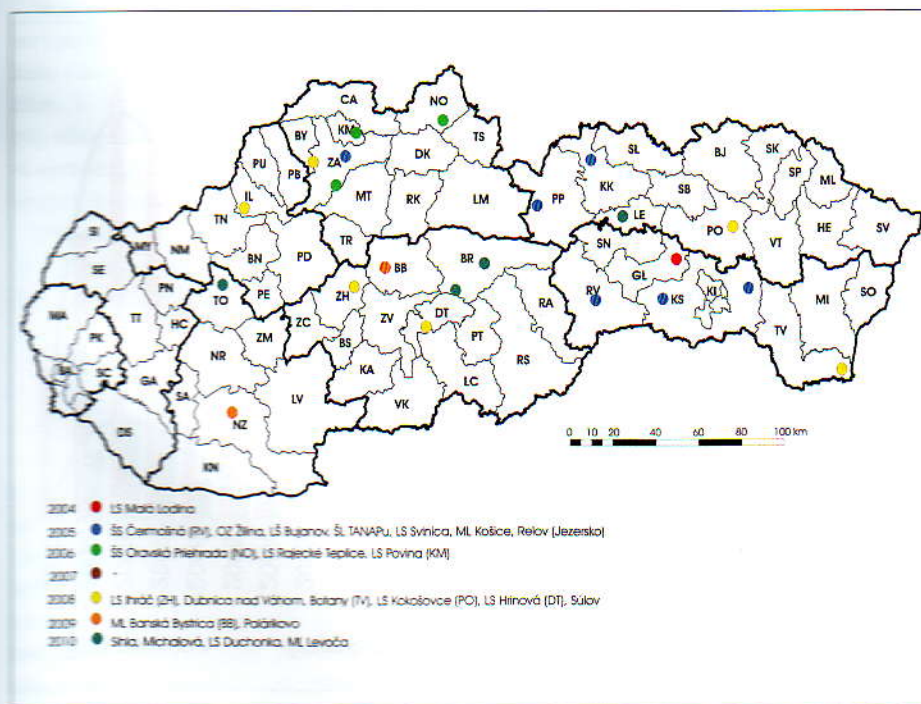 CA
NO
BY
KM
TS
PU
ZA
DK
PB
SL
BJ
SK
SP
ML
KK
SB
IL
MT
RK
LM
PP
LE
TN
PO
VT
HE
SV
SI
MY
NM
TR
SN
BN
PD
BB
BR
SE
GL
PN
TO
PE
ZH
RV
KS
KI
MI
SO
RA
WA
TT
HC
ZM
ZC
ZV
DT
TV
PK
NR
BS
PT
RS
SC
GA
KA
SA
LV
LC
NZ
VK
DS
KN
0 10 20 40 60 80 100 km
2004 LS Malá Lodina
2005 ŠS Čermošná (RV), OZ Žilina, LŠ Bujanov, ŠL TANAPu, LS Svinica, ML Košice, Relov (Jezersko)
2006 ŠS Oravská Priehrada (NO), LS Rajecké Teplice, LS Povina (KM)
2007 -
2008 LS Ihráč (ZH), Dubnica nad Váhom, Botany (TV), LS Kokošovce (PO), LS Hriňová (DT), Súľov
2009 ML Banská Bystrica (BB), Palárikovo
2010 Sihla, Michalová, LS Duchonka, ML Levoča